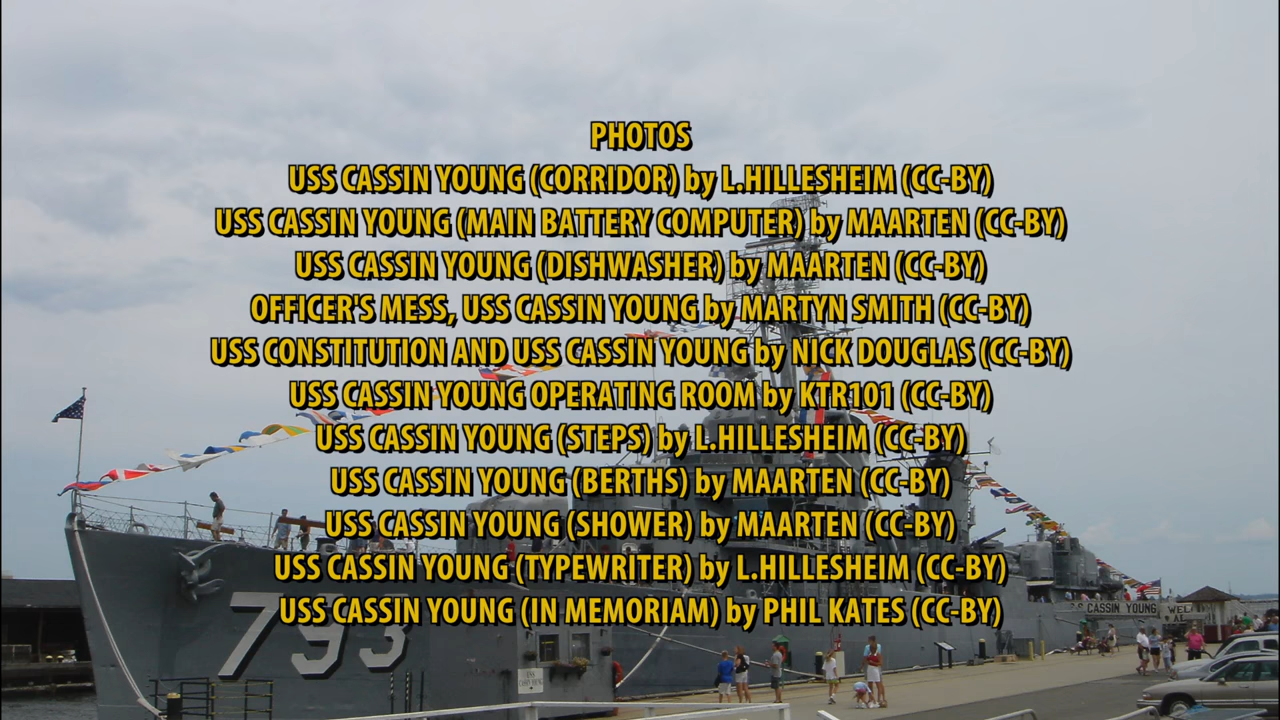 PHOTOS
USS CASSIN YOUNG (CORRIDOR) by L.HILLESHEIM (CC-BY)
USS CASSIN YOUNG (MAIN BATTERY COMPUTER) by MAARTEN (CC-BY)
USS CASSIN YOUNG (DISHWASHER) by MAARTEN (CC-BY)
OFFICER'S MESS, USS CASSIN YOUNG by MARTYN SMITH (CC-BY)
USS CONSTITUTION AND USS CASSIN YOUNG by NICK DOUGLAS (CC-BY)
USS CASSIN YOUNG OPERATING ROOM by KTR101 (CC-BY)
USS CASSIN YOUNG (STEPS) by L.HILLESHEIM (CC-BY)
USS CASSIN YOUNG (BERTHS) by MAARTEN (CC-BY)
USS CASSIN YOUNG (SHOWER) by MAARTEN (CC-BY)
USS CASSIN YOUNG (TYPEWRITER) by L.HILLESHEIM (CC-BY)
USS CASSIN YOUNG (IN MEMORIAM) by PHIL KATES (CC-BY)
793
CASSIN YOUNG WEL
AT
USS
CASSIN YOUNG